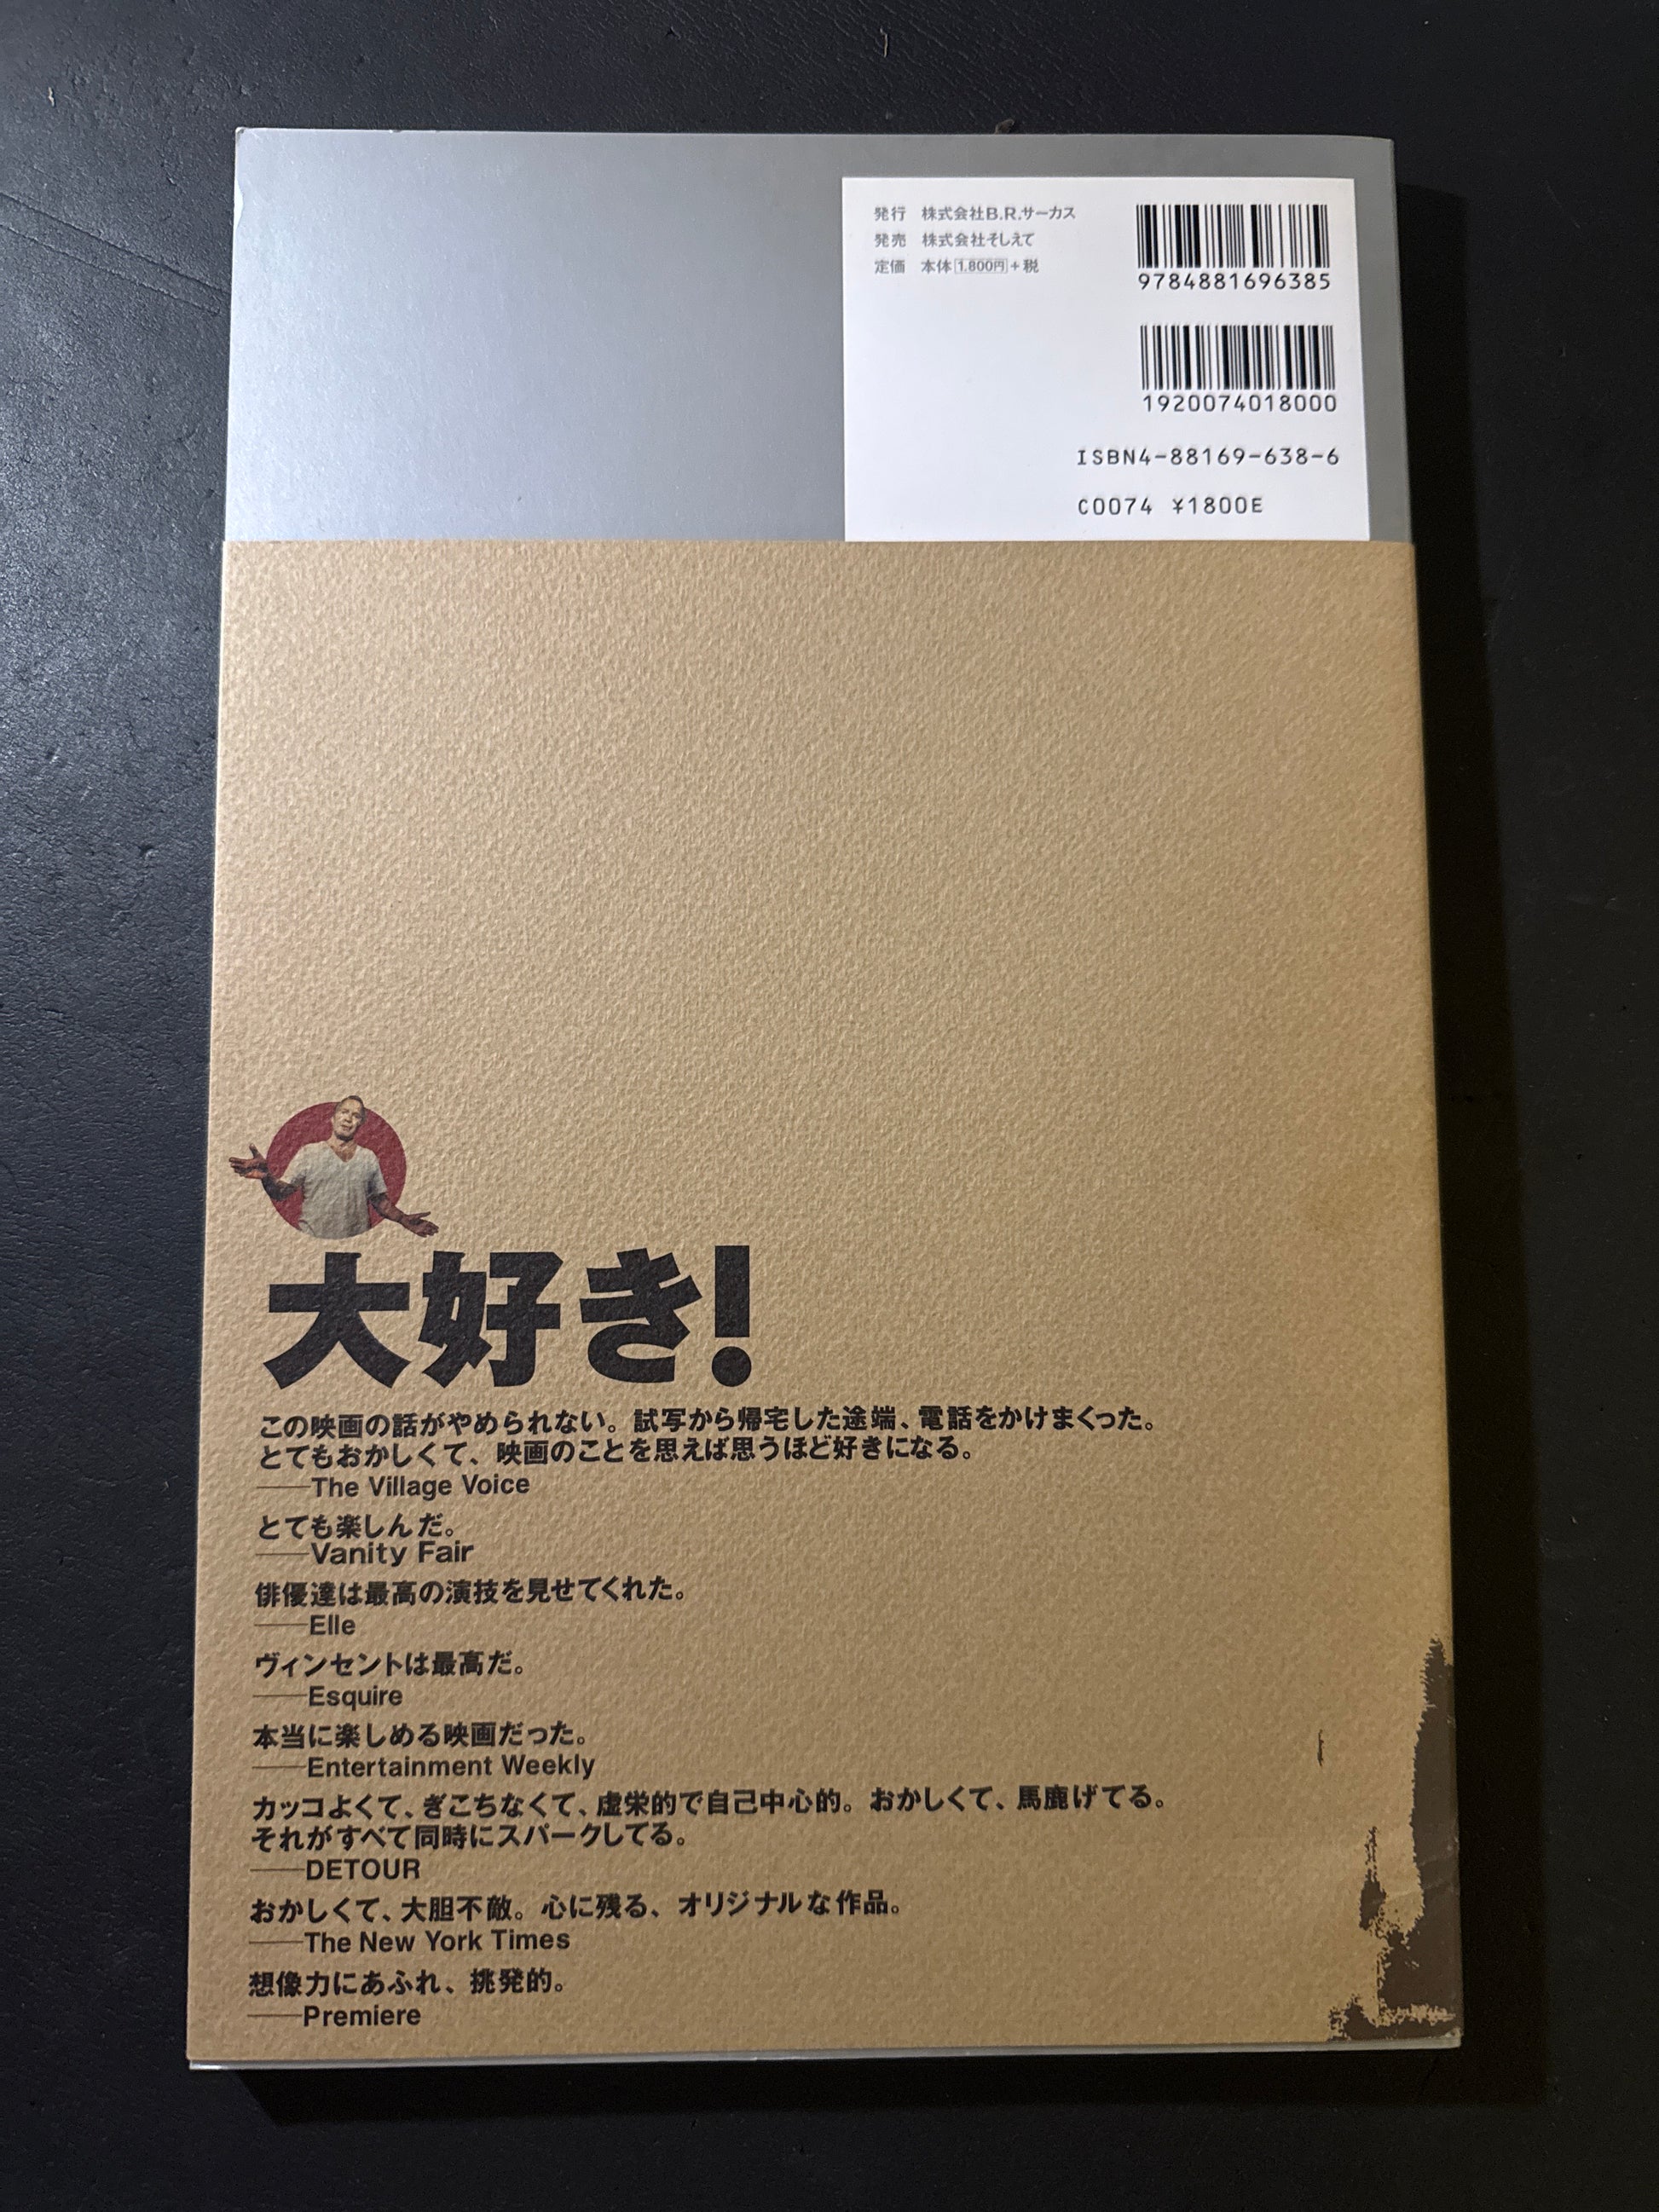 発行 株式会社B.R.サーカス
発売 株式会社そしえて
定価 本体1,800円+税
9784881696385
1920074018000
ISBN4-88169-638-6
C0074 ¥1800E
大好き!
この映画の話がやめられない。試写から帰宅した途端、電話をかけまくった。
とてもおかしくて、映画のことを思えば思うほど好きになる。
——The Village Voice
とても楽しんだ。
——Vanity Fair
俳優達は最高の演技を見せてくれた。
——Elle
ヴィンセントは最高だ。
——Esquire
本当に楽しめる映画だった。
——Entertainment Weekly
カッコよくて、ぎこちなくて、虚栄的で自己中心的。おかしくて、馬鹿げてる。
それがすべて同時にスパークしてる。
——DETOUR
おかしくて、大胆不敵。心に残る、オリジナルな作品。
——The New York Times
想像力にあふれ、挑発的。
——Premiere